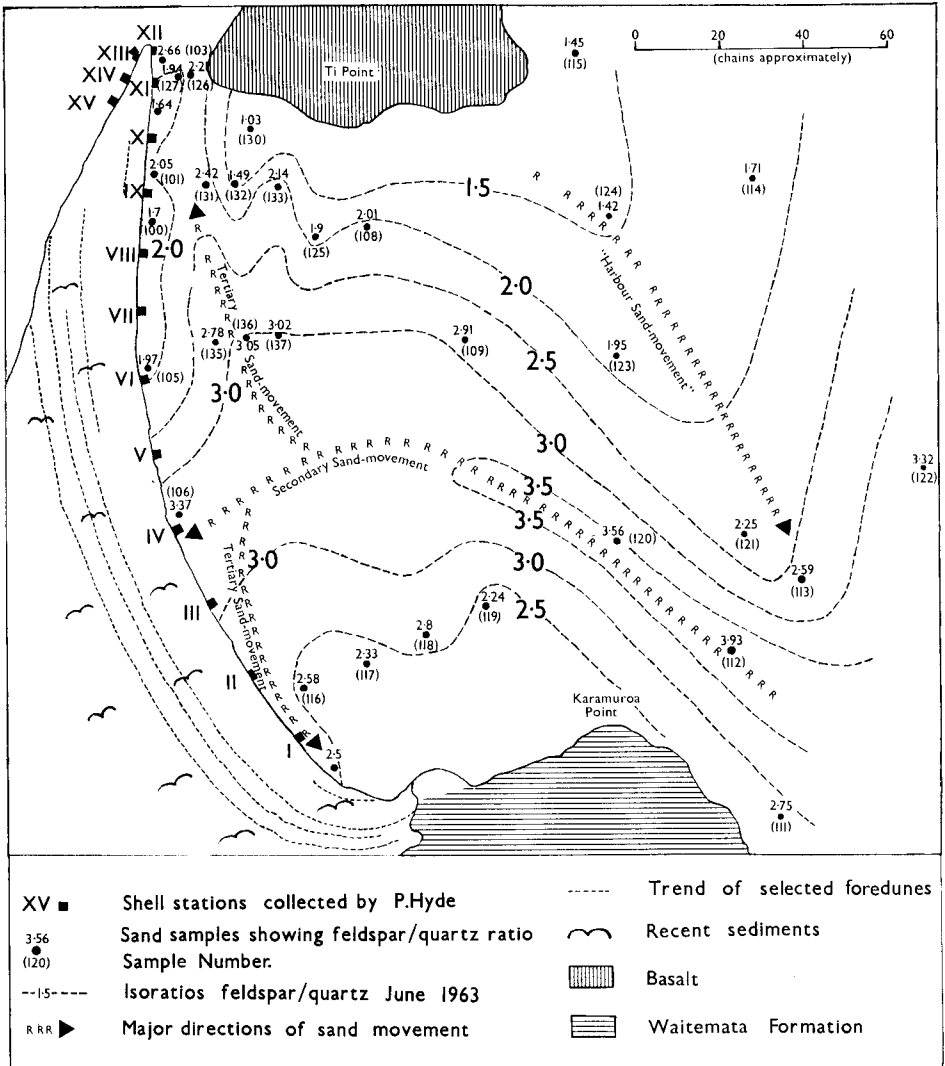 XII
XIII
XIV
XV
2·66 (103)
1·94
(127)
2·2
(126)
XI
1·64
X
2·05
(101)
IX
1·7
(100)
VIII
2·0
VII
1·97
(105)
VI
V
(106)
3·37
IV
III
II
I
Ti Point
1·45
(115)
0 20 40 60
(chains approximately)
1·03
(130)
2·42
(131)
1·49
(132)
2·14
(133)
1·9
(125)
2·01
(108)
1·5
(124)
1·42
1·71
(114)
R R R "Harbour Sand-movement"
2·0
2·5
Tertiary Sand-movement
2·78
(135)
(136)
3·05
3·02
(137)
2·91
(109)
1·95
(123)
3·0
3·0
3·32
(122)
Secondary Sand-movement
3·5
3·5
3·56
(120)
2·25
(121)
2·59
(113)
Tertiary Sand-movement
3·0
3·0
2·5
2·24
(119)
2·8
(118)
2·33
(117)
2·58
(116)
3·93
(112)
2·5
Karamuroa
Point
2·75
(111)
XV Shell stations collected by P.Hyde
3·56
(120)
Sand samples showing feldspar/quartz ratio
Sample Number.
1·5 Isoratios feldspar/quartz June 1963
R R R Major directions of sand movement
Trend of selected foredunes
Recent sediments
Basalt
Waitemata Formation